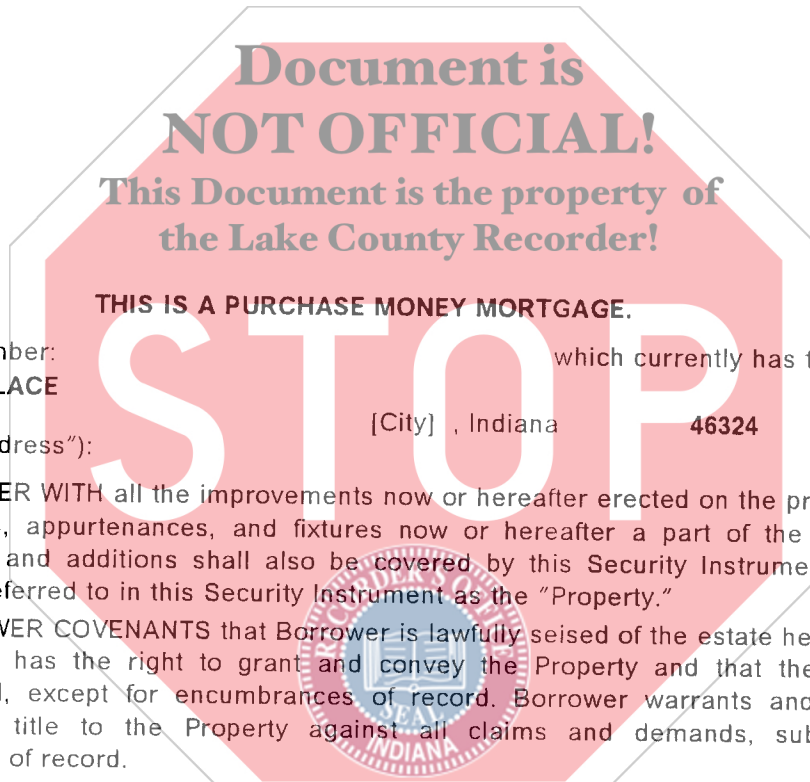 Document is
NOT OFFICIAL!
This Document is the property of
the Lake County Recorder!
THIS IS A PURCHASE MONEY MORTGAGE.
mber: which currently has t
LACE
[City] , Indiana 46324
dress"):
ER WITH all the improvements now or hereafter erected on the pr
, appurtenances, and fixtures now or hereafter a part of the
and additions shall also be covered by this Security Instrume
eferred to in this Security Instrument as the "Property."
WER COVENANTS that Borrower is lawfully seised of the estate he
has the right to grant and convey the Property and that the
d, except for encumbrances of record. Borrower warrants and
title to the Property against all claims and demands, sub
of record.
STOP
RECORDER'S OFFICE
SEAL
INDIANA